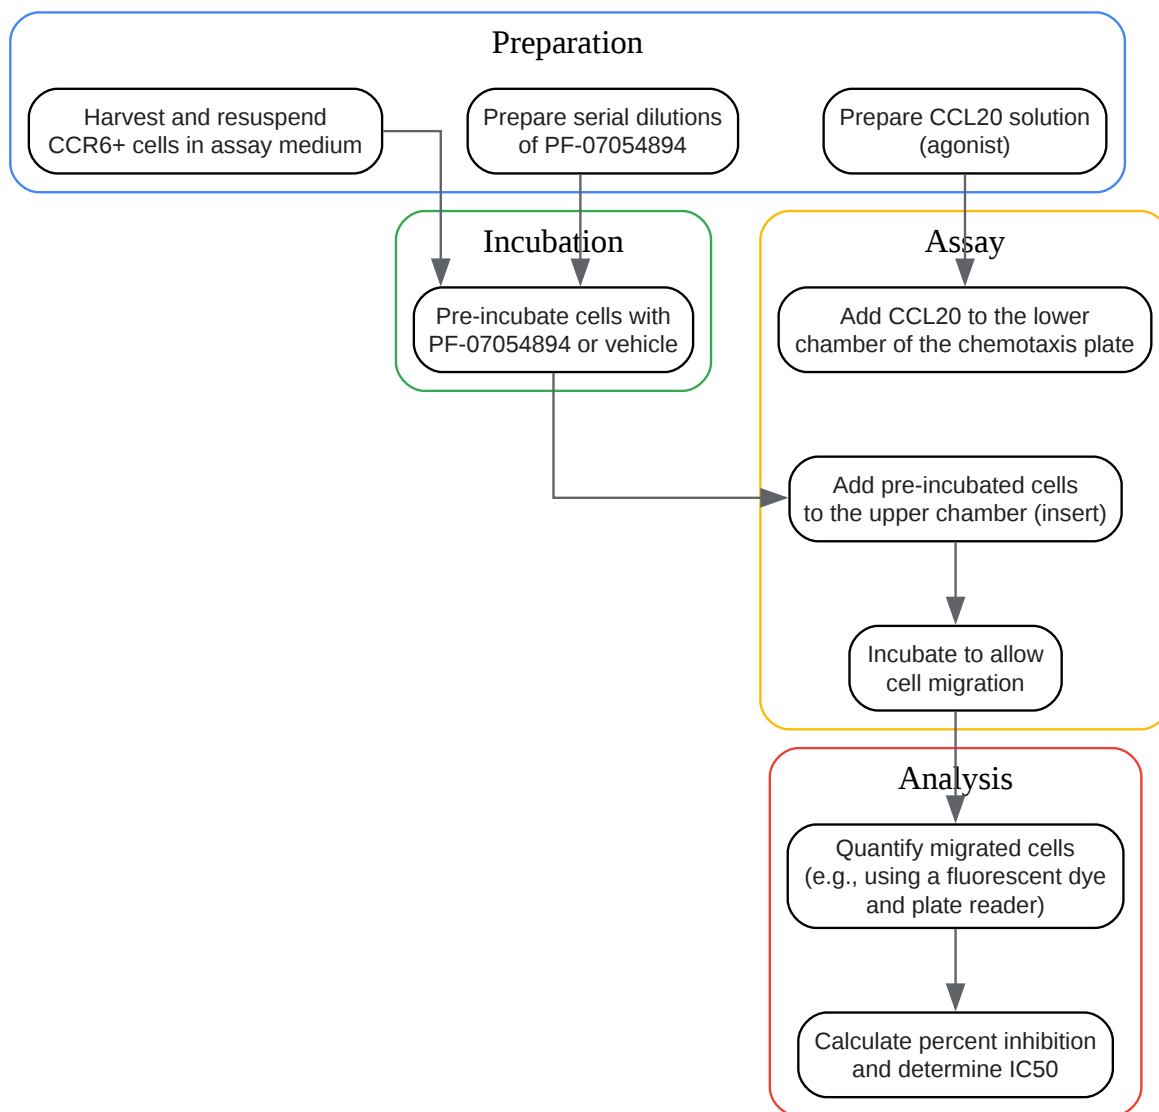 Preparation
Harvest and resuspend
CCR6+ cells in assay medium
Prepare serial dilutions
of PF-07054894
Prepare CCL20 solution
(agonist)
Incubation
Pre-incubate cells with
PF-07054894 or vehicle
Assay
Add CCL20 to the lower
chamber of the chemotaxis plate
Add pre-incubated cells
to the upper chamber (insert)
Incubate to allow
cell migration
Analysis
Quantify migrated cells
(e.g., using a fluorescent dye
and plate reader)
Calculate percent inhibition
and determine IC50